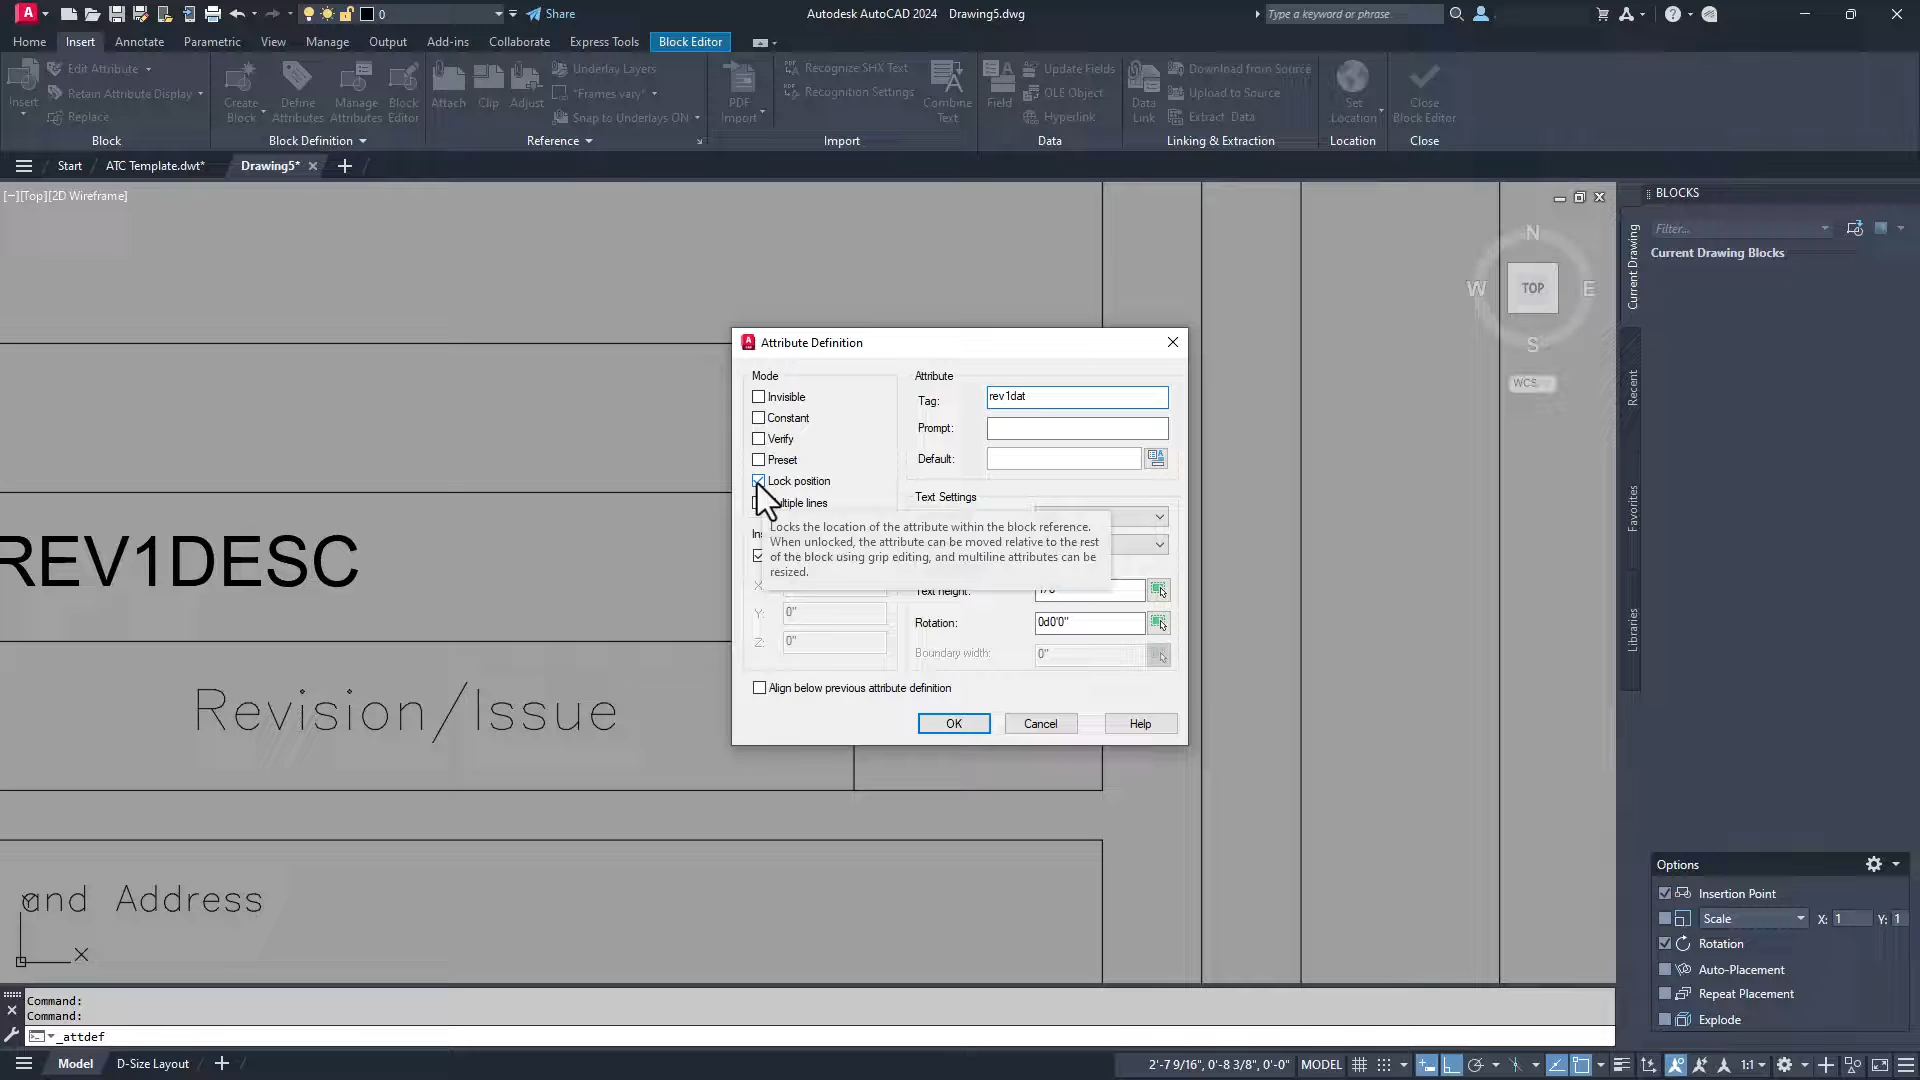 0
Share
Autodesk AutoCAD 2024 Drawing5.dwg
Type a keyword or phrase
Home Insert Annotate Parametric View Manage Output Add-ins Collaborate Express Tools Block Editor
Insert
Edit Attribute
Retain Attribute Display
Replace
Block
Create Block
Define Attributes
Manage Attributes
Block Editor
Block Definition
Attach
Clip
Adjust
Underlay Layers
*Frames vary*
Snap to Underlays ON
Reference
PDF Import
Recognize SHX Text
Recognition Settings
Combine Text
Import
Field
Update Fields
OLE Object
Hyperlink
Data
Data Link
Download from Source
Upload to Source
Extract Data
Linking & Extraction
Set Location
Location
Close Block Editor
Close
Start ATC Template.dwt* Drawing5*
[−][Top][2D Wireframe]
N
W TOP E
S
WCS
REV1DESC
Revision/Issue
and Address
Y
X
Attribute Definition
Mode
Invisible
Constant
Verify
Preset
Lock position
Attribute
Tag: rev1dat
Prompt:
Default:
Text Settings
Locks the location of the attribute within the block reference.
When unlocked, the attribute can be moved relative to the rest
of the block using grip editing, and multiline attributes can be
resized.
Text height:
Y: 0"
Z: 0"
Rotation: 0d0'0"
Boundary width: 0"
Align below previous attribute definition
OK Cancel Help
BLOCKS
Filter...
Current Drawing Blocks
Current Drawing
Recent
Favorites
Libraries
Options
Insertion Point
Scale X: 1 Y: 1
Rotation
Auto-Placement
Repeat Placement
Explode
Command:
Command:
_attdef
Model D-Size Layout
2'-7 9/16", 0'-8 3/8", 0'-0" MODEL 1:1